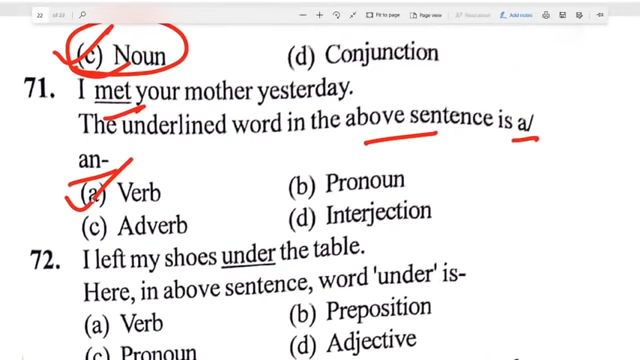 22 of 23 Fit to page Page view Add notes
(c) Noun (d) Conjunction
71. I met your mother yesterday.
The underlined word in the above sentence is a/
an-
(a) Verb (b) Pronoun
(c) Adverb (d) Interjection
72. I left my shoes under the table.
Here, in above sentence, word 'under' is-
(a) Verb (b) Preposition
(c) Pronoun (d) Adjective